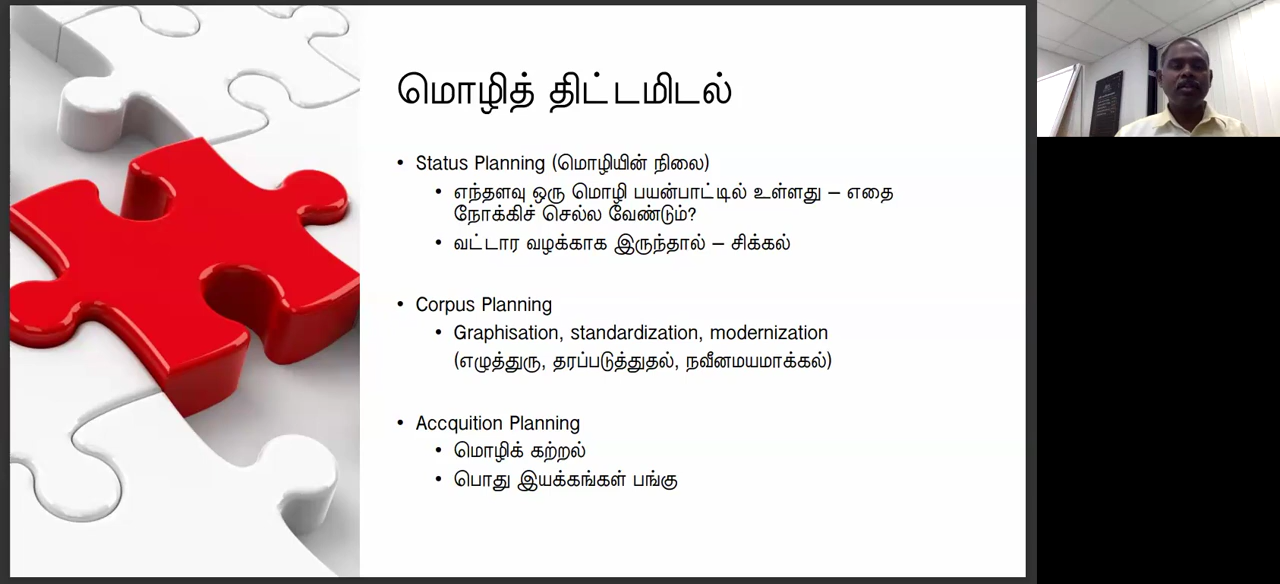 மொழித் திட்டமிடல்
• Status Planning (மொழியின் நிலை)
• எந்தளவு ஒரு மொழி பயன்பாட்டில் உள்ளது – எதை
நோக்கிச் செல்ல வேண்டும்?
• வட்டார வழக்காக இருந்தால் – சிக்கல்
• Corpus Planning
• Graphisation, standardization, modernization
(எழுத்துரு, தரப்படுத்துதல், நவீனமயமாக்கல்)
• Accquition Planning
• மொழிக் கற்றல்
• பொது இயக்கங்கள் பங்கு